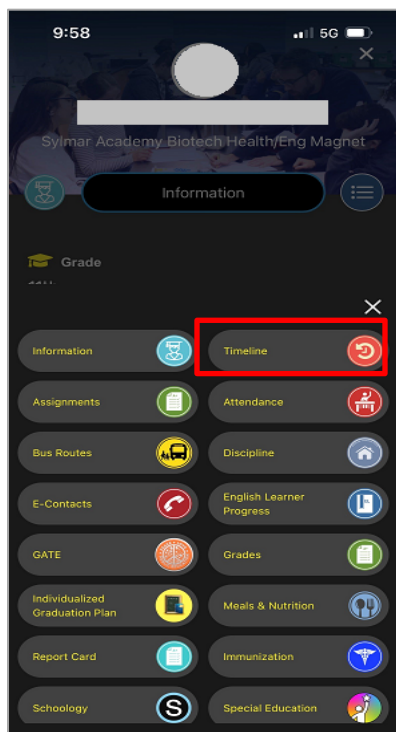 9:58
5G
Sylmar Academy Biotech Health/Eng Magnet
Information
Grade
Information
Timeline
Assignments
Attendance
Bus Routes
Discipline
E-Contacts
English Learner
Progress
GATE
Grades
Individualized
Graduation Plan
Meals & Nutrition
Report Card
Immunization
Schoology
S
Special Education